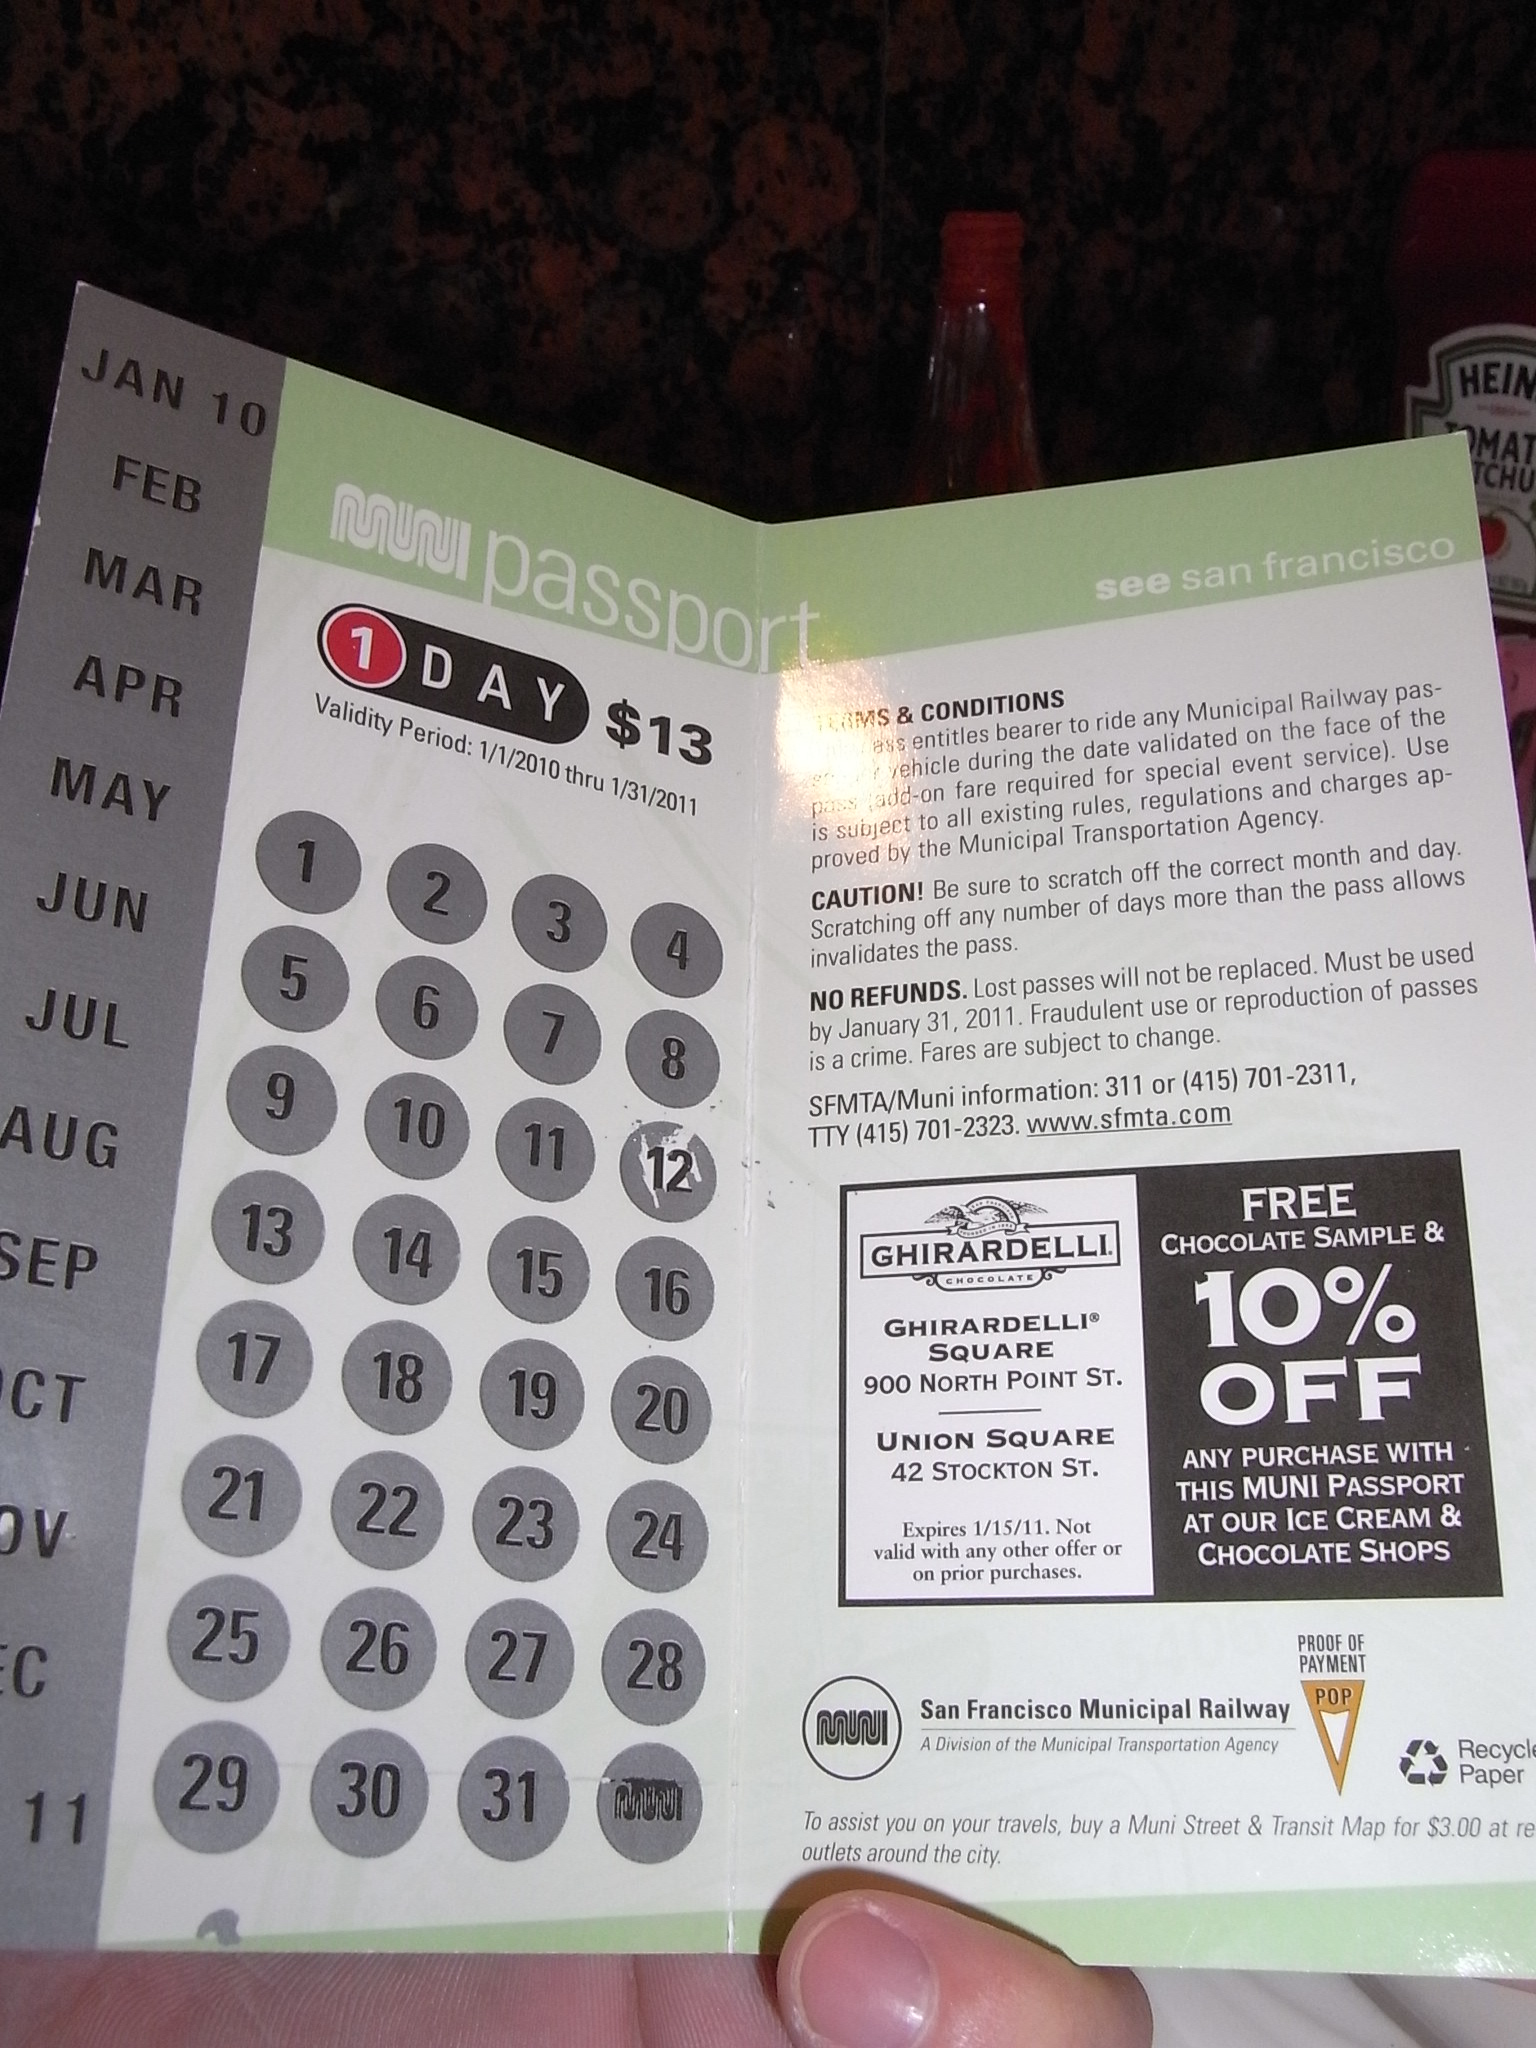 JAN 10
FEB
MAR
APR
MAY
JUN
JUL
AUG
SEP
OCT
NOV
DEC
11
MUNI passport
1 DAY $13
Validity Period: 1/1/2010 thru 1/31/2011
1 2 3 4
5 6 7 8
9 10 11 12
13 14 15 16
17 18 19 20
21 22 23 24
25 26 27 28
29 30 31 MUNI
see san francisco
TERMS & CONDITIONS
entitles bearer to ride any Municipal Railway pas-
vehicle during the date validated on the face of the
pass (add-on fare required for special event service). Use
is subject to all existing rules, regulations and charges ap-
proved by the Municipal Transportation Agency.
CAUTION! Be sure to scratch off the correct month and day.
Scratching off any number of days more than the pass allows
invalidates the pass.
NO REFUNDS. Lost passes will not be replaced. Must be used
by January 31, 2011. Fraudulent use or reproduction of passes
is a crime. Fares are subject to change.
SFMTA/Muni information: 311 or (415) 701-2311,
TTY (415) 701-2323. www.sfmta.com
GHIRARDELLI
CHOCOLATE
GHIRARDELLI®
SQUARE
900 NORTH POINT ST.
UNION SQUARE
42 STOCKTON ST.
Expires 1/15/11. Not
valid with any other offer or
on prior purchases.
FREE
CHOCOLATE SAMPLE &
10%
OFF
ANY PURCHASE WITH
THIS MUNI PASSPORT
AT OUR ICE CREAM &
CHOCOLATE SHOPS
MUNI
San Francisco Municipal Railway
A Division of the Municipal Transportation Agency
PROOF OF
PAYMENT
POP
Recycle
Paper
To assist you on your travels, buy a Muni Street & Transit Map for $3.00 at re
outlets around the city.
HEIN
TOMAT
TCHU